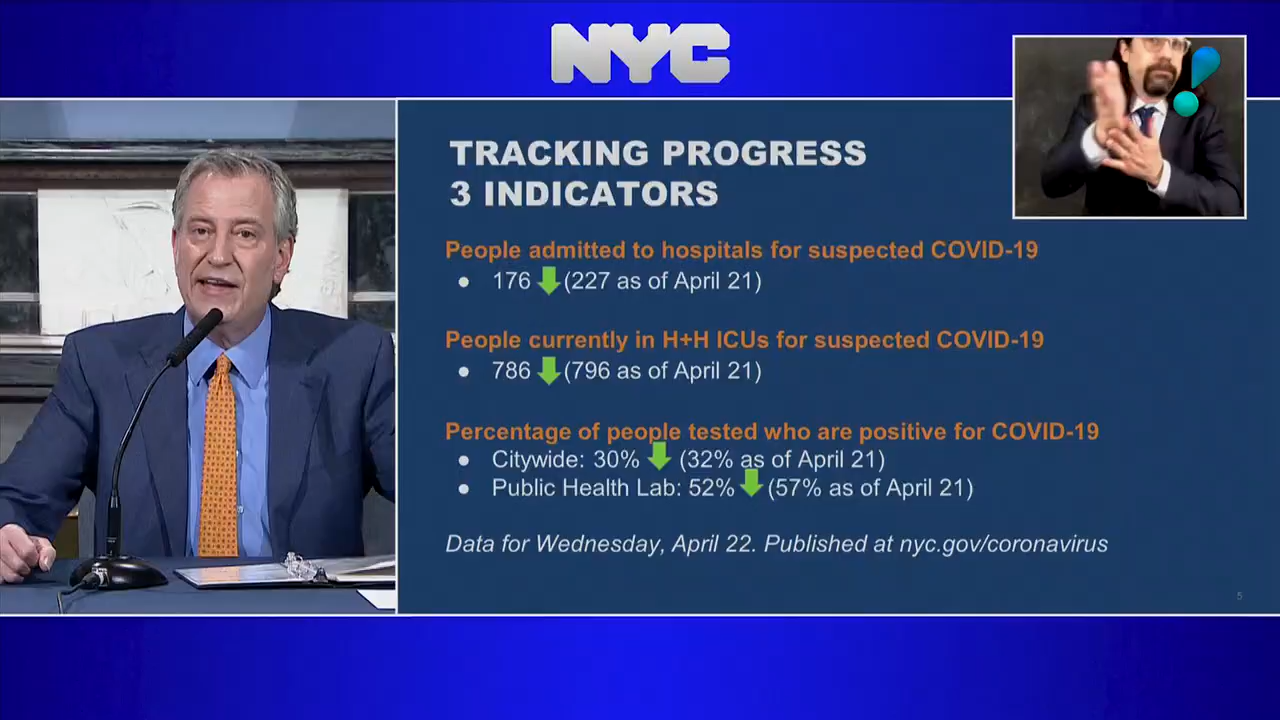 NYC
TRACKING PROGRESS
3 INDICATORS
People admitted to hospitals for suspected COVID-19
● 176 (227 as of April 21)
People currently in H+H ICUs for suspected COVID-19
● 786 (796 as of April 21)
Percentage of people tested who are positive for COVID-19
● Citywide: 30% (32% as of April 21)
● Public Health Lab: 52% (57% as of April 21)
Data for Wednesday, April 22. Published at nyc.gov/coronavirus
5